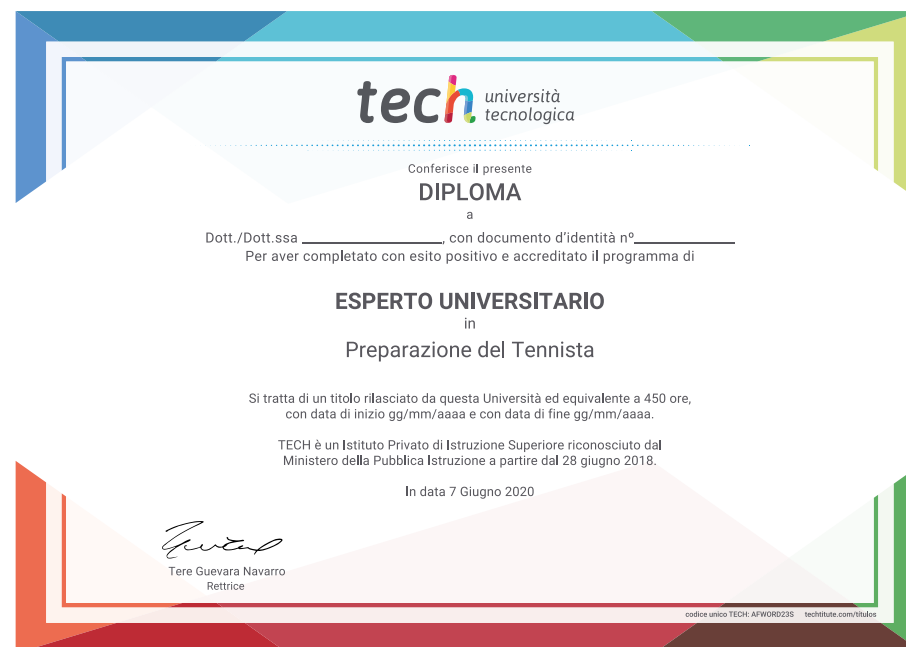 tech università
tecnologica
Conferisce il presente
DIPLOMA
a
Dott./Dott.ssa ____________________, con documento d'identità nº______________
Per aver completato con esito positivo e accreditato il programma di
ESPERTO UNIVERSITARIO
in
Preparazione del Tennista
Si tratta di un titolo rilasciato da questa Università ed equivalente a 450 ore,
con data di inizio gg/mm/aaaa e con data di fine gg/mm/aaaa.
TECH è un Istituto Privato di Istruzione Superiore riconosciuto dal
Ministero della Pubblica Istruzione a partire dal 28 giugno 2018.
In data 7 Giugno 2020
Tere Guevara Navarro
Rettrice
codice unico TECH: AFWORD23S techtitute.com/titulos